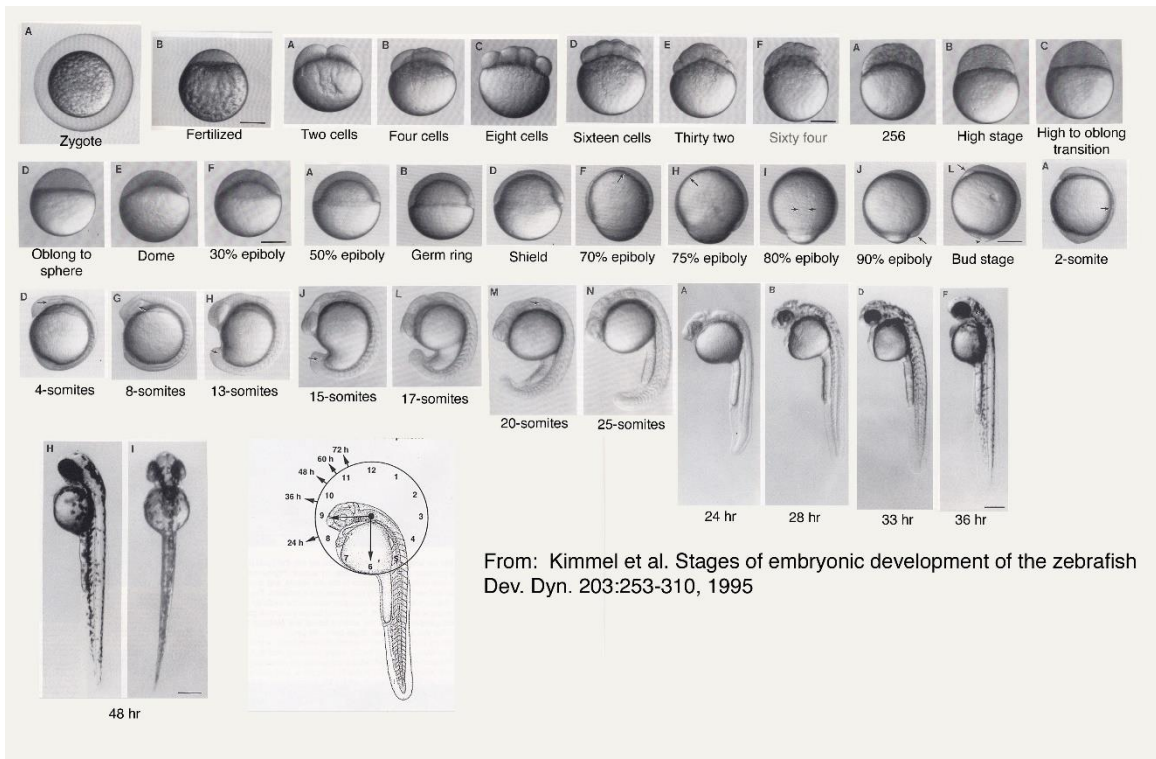 A
B
A
B
C
D
E
F
A
B
C
Zygote
Fertilized
Two cells
Four cells
Eight cells
Sixteen cells
Thirty two
Sixty four
256
High stage
High to oblong
transition
D
E
F
A
B
D
F
H
I
J
L
A
Oblong to
sphere
Dome
30% epiboly
50% epiboly
Germ ring
Shield
70% epiboly
75% epiboly
80% epiboly
90% epiboly
Bud stage
2-somite
D
G
H
J
L
M
N
A
B
D
F
4-somites
8-somites
13-somites
15-somites
17-somites
20-somites
25-somites
24 hr
28 hr
33 hr
36 hr
H
I
48 hr
72 h
60 h
48 h
36 h
24 h
12
1
2
3
4
5
6
7
8
9
10
11
From: Kimmel et al. Stages of embryonic development of the zebrafish
Dev. Dyn. 203:253-310, 1995